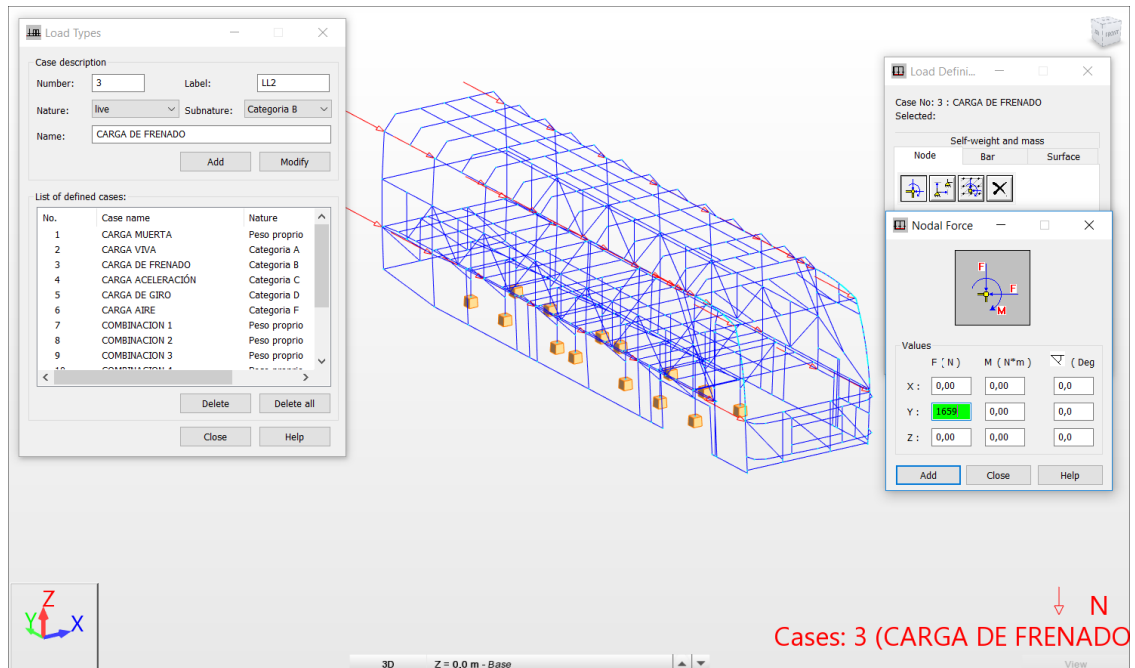 Load Types
Case description
Number: 3 Label: LL2
Nature: live Subnature: Categoria B
Name: CARGA DE FRENADO
Add Modify
List of defined cases:
No. Case name Nature
1 CARGA MUERTA Peso proprio
2 CARGA VIVA Categoria A
3 CARGA DE FRENADO Categoria B
4 CARGA ACELERACIÓN Categoria C
5 CARGA DE GIRO Categoria D
6 CARGA AIRE Categoria F
7 COMBINACION 1 Peso proprio
8 COMBINACION 2 Peso proprio
9 COMBINACION 3 Peso proprio
Delete Delete all
Close Help
FRONT
Load Defini...
Case No: 3 : CARGA DE FRENADO
Selected:
Self-weight and mass
Node Bar Surface
Nodal Force
F
F
M
Values
F ( N ) M ( N*m ) ( Deg
X : 0,00 0,00 0,0
Y : 1659 0,00 0,0
Z : 0,00 0,00 0,0
Add Close Help
Z
Y X
N
Cases: 3 (CARGA DE FRENADO
3D Z = 0.0 m - Base
View